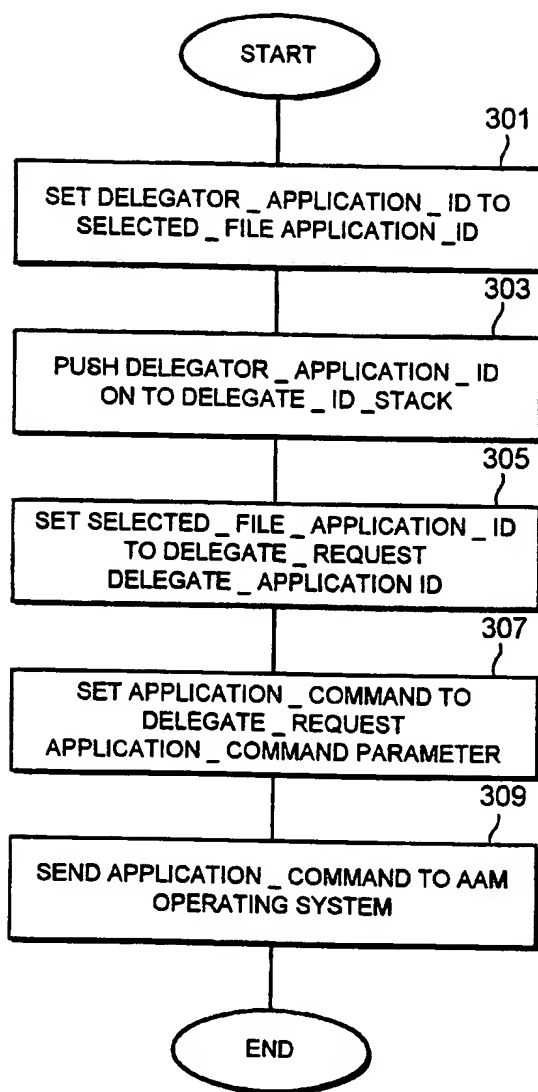 START
301
SET DELEGATOR _ APPLICATION _ ID TO
SELECTED _ FILE APPLICATION _ID
303
PUSH DELEGATOR _ APPLICATION _ ID
ON TO DELEGATE _ ID _STACK
305
SET SELECTED _ FILE _ APPLICATION _ ID
TO DELEGATE _ REQUEST
DELEGATE _ APPLICATION ID
307
SET APPLICATION _ COMMAND TO
DELEGATE _ REQUEST
APPLICATION _ COMMAND PARAMETER
309
SEND APPLICATION _ COMMAND TO AAM
OPERATING SYSTEM
END